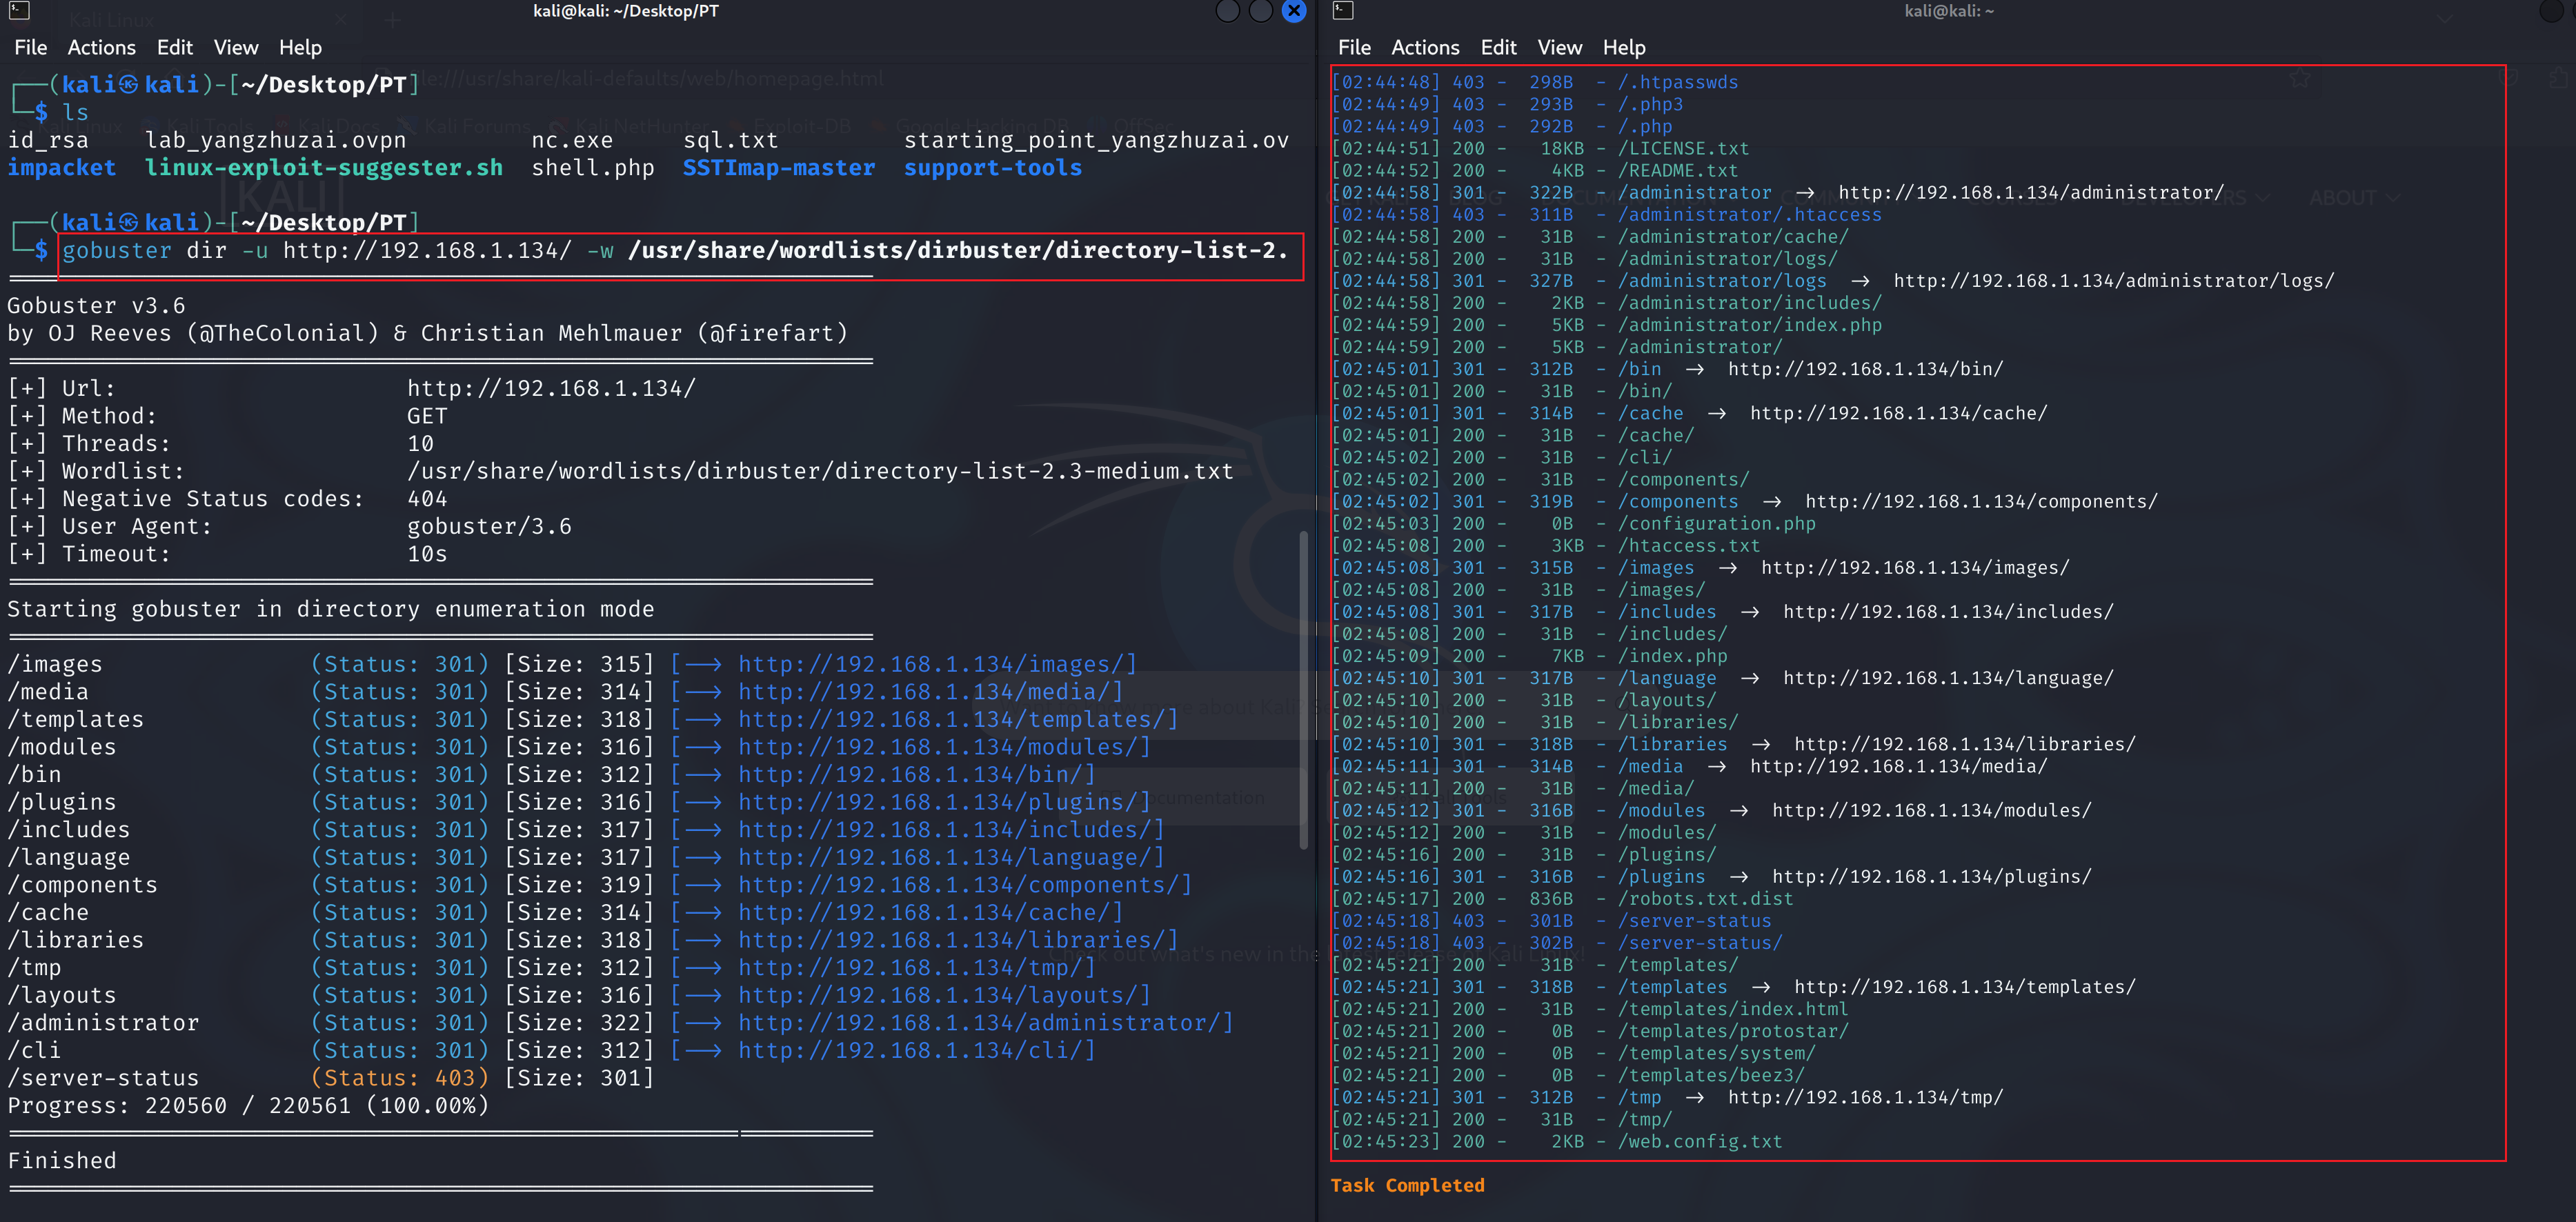 kali@kali: ~/Desktop/PT
File Actions Edit View Help
┌──(kali㉿kali)-[~/Desktop/PT]
└─$ ls
id_rsa lab_yangzhuzai.ovpn nc.exe sql.txt starting_point_yangzhuzai.ov
impacket linux-exploit-suggester.sh shell.php SSTImap-master support-tools
┌──(kali㉿kali)-[~/Desktop/PT]
└─$ gobuster dir -u http://192.168.1.134/ -w /usr/share/wordlists/dirbuster/directory-list-2.
Gobuster v3.6
by OJ Reeves (@TheColonial) & Christian Mehlmauer (@firefart)
[+] Url: http://192.168.1.134/
[+] Method: GET
[+] Threads: 10
[+] Wordlist: /usr/share/wordlists/dirbuster/directory-list-2.3-medium.txt
[+] Negative Status codes: 404
[+] User Agent: gobuster/3.6
[+] Timeout: 10s
Starting gobuster in directory enumeration mode
/images (Status: 301) [Size: 315] [--> http://192.168.1.134/images/]
/media (Status: 301) [Size: 314] [--> http://192.168.1.134/media/]
/templates (Status: 301) [Size: 318] [--> http://192.168.1.134/templates/]
/modules (Status: 301) [Size: 316] [--> http://192.168.1.134/modules/]
/bin (Status: 301) [Size: 312] [--> http://192.168.1.134/bin/]
/plugins (Status: 301) [Size: 316] [--> http://192.168.1.134/plugins/]
/includes (Status: 301) [Size: 317] [--> http://192.168.1.134/includes/]
/language (Status: 301) [Size: 317] [--> http://192.168.1.134/language/]
/components (Status: 301) [Size: 319] [--> http://192.168.1.134/components/]
/cache (Status: 301) [Size: 314] [--> http://192.168.1.134/cache/]
/libraries (Status: 301) [Size: 318] [--> http://192.168.1.134/libraries/]
/tmp (Status: 301) [Size: 312] [--> http://192.168.1.134/tmp/]
/layouts (Status: 301) [Size: 316] [--> http://192.168.1.134/layouts/]
/administrator (Status: 301) [Size: 322] [--> http://192.168.1.134/administrator/]
/cli (Status: 301) [Size: 312] [--> http://192.168.1.134/cli/]
/server-status (Status: 403) [Size: 301]
Progress: 220560 / 220561 (100.00%)
Finished
kali@kali: ~
File Actions Edit View Help
[02:44:48] 403 - 298B - /.htpasswds
[02:44:49] 403 - 293B - /.php3
[02:44:49] 403 - 292B - /.php
[02:44:51] 200 - 18KB - /LICENSE.txt
[02:44:52] 200 - 4KB - /README.txt
[02:44:58] 301 - 322B - /administrator → http://192.168.1.134/administrator/
[02:44:58] 403 - 311B - /administrator/.htaccess
[02:44:58] 200 - 31B - /administrator/cache/
[02:44:58] 200 - 31B - /administrator/logs/
[02:44:58] 301 - 327B - /administrator/logs → http://192.168.1.134/administrator/logs/
[02:44:58] 200 - 2KB - /administrator/includes/
[02:44:59] 200 - 5KB - /administrator/index.php
[02:44:59] 200 - 5KB - /administrator/
[02:45:01] 301 - 312B - /bin → http://192.168.1.134/bin/
[02:45:01] 200 - 31B - /bin/
[02:45:01] 301 - 314B - /cache → http://192.168.1.134/cache/
[02:45:01] 200 - 31B - /cache/
[02:45:02] 200 - 31B - /cli/
[02:45:02] 200 - 31B - /components/
[02:45:02] 301 - 319B - /components → http://192.168.1.134/components/
[02:45:03] 200 - 0B - /configuration.php
[02:45:08] 200 - 3KB - /htaccess.txt
[02:45:08] 301 - 315B - /images → http://192.168.1.134/images/
[02:45:08] 200 - 31B - /images/
[02:45:08] 301 - 317B - /includes → http://192.168.1.134/includes/
[02:45:08] 200 - 31B - /includes/
[02:45:09] 200 - 7KB - /index.php
[02:45:10] 301 - 317B - /language → http://192.168.1.134/language/
[02:45:10] 200 - 31B - /layouts/
[02:45:10] 200 - 31B - /libraries/
[02:45:10] 301 - 318B - /libraries → http://192.168.1.134/libraries/
[02:45:11] 301 - 314B - /media → http://192.168.1.134/media/
[02:45:11] 200 - 31B - /media/
[02:45:12] 301 - 316B - /modules → http://192.168.1.134/modules/
[02:45:12] 200 - 31B - /modules/
[02:45:16] 200 - 31B - /plugins/
[02:45:16] 301 - 316B - /plugins → http://192.168.1.134/plugins/
[02:45:17] 200 - 836B - /robots.txt.dist
[02:45:18] 403 - 301B - /server-status
[02:45:18] 403 - 302B - /server-status/
[02:45:21] 200 - 31B - /templates/
[02:45:21] 301 - 318B - /templates → http://192.168.1.134/templates/
[02:45:21] 200 - 31B - /templates/index.html
[02:45:21] 200 - 0B - /templates/protostar/
[02:45:21] 200 - 0B - /templates/system/
[02:45:21] 200 - 0B - /templates/beez3/
[02:45:21] 301 - 312B - /tmp → http://192.168.1.134/tmp/
[02:45:21] 200 - 31B - /tmp/
[02:45:23] 200 - 2KB - /web.config.txt
Task Completed